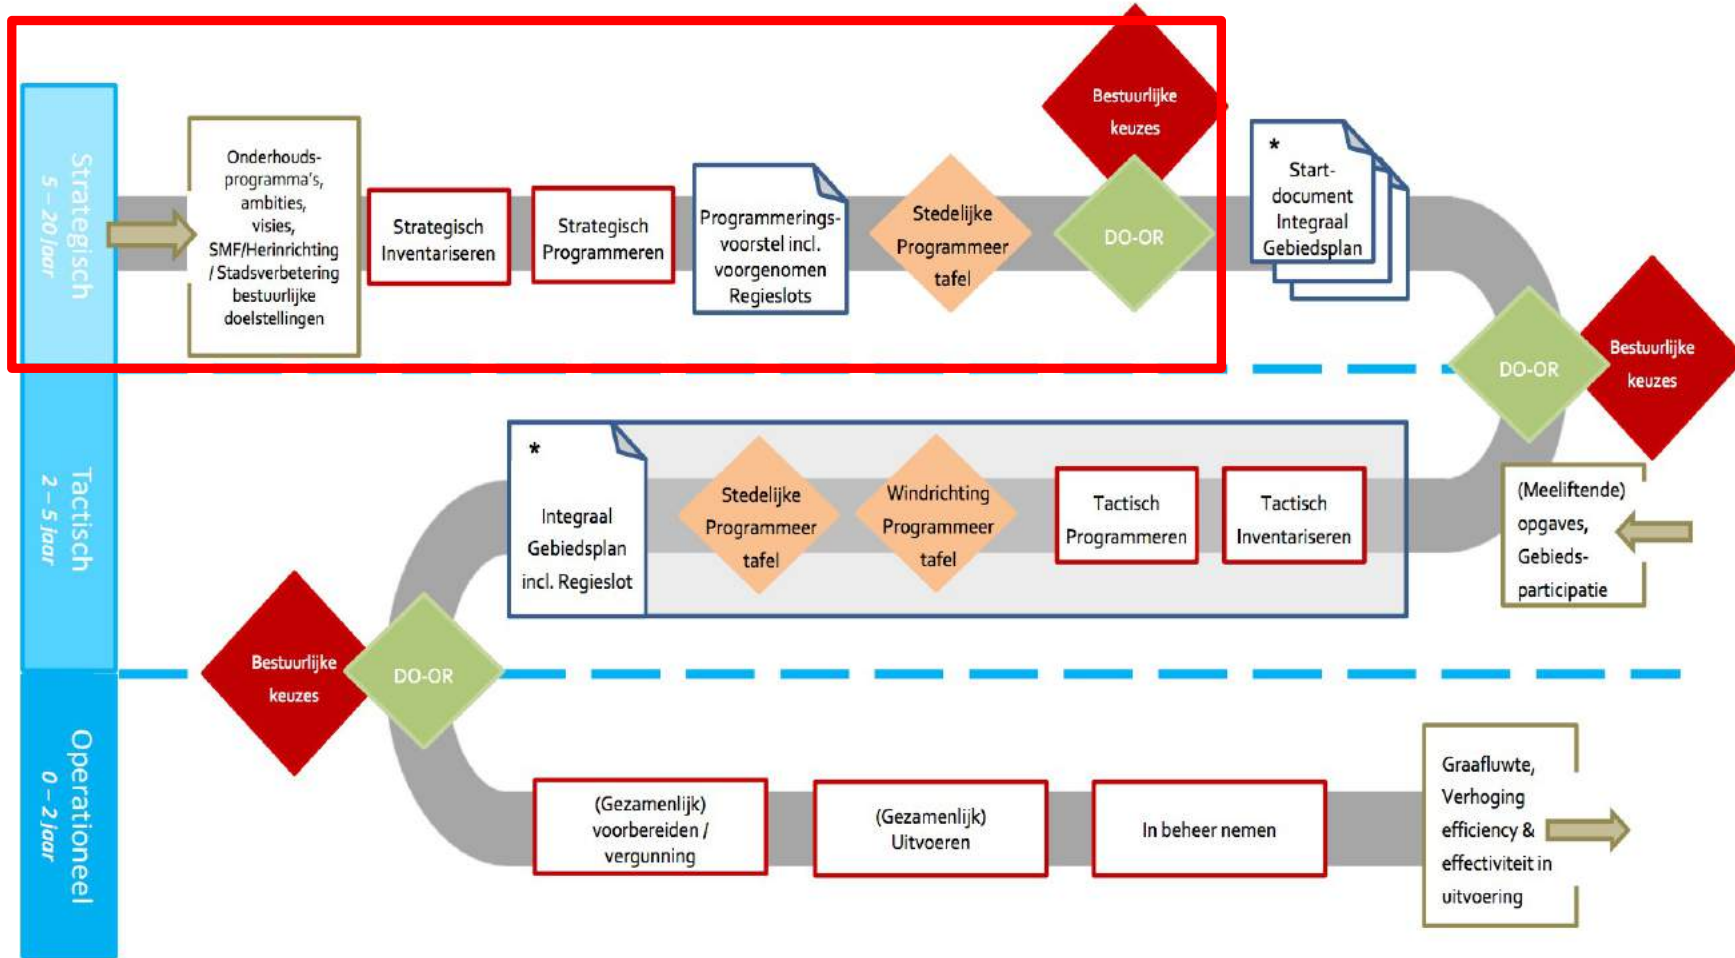 Strategisch
5 – 20 jaar
Onderhouds-
programma's,
ambities,
visies,
SMF/Herinrichting
/ Stadsverbetering
bestuurlijke
doelstellingen
Strategisch
Inventariseren
Strategisch
Programmeren
Programmerings-
voorstel incl.
voorgenomen
Regieslots
Stedelijke
Programmeer
tafel
Bestuurlijke
keuzes
DO-OR
*
Start-
document
Integraal
Gebiedsplan
DO-OR
Bestuurlijke
keuzes
Tactisch
2 – 5 jaar
(Meeliftende)
opgaves,
Gebieds-
participatie
Tactisch
Inventariseren
Tactisch
Programmeren
Windrichting
Programmeer
tafel
Stedelijke
Programmeer
tafel
*
Integraal
Gebiedsplan
incl. Regieslot
Bestuurlijke
keuzes
DO-OR
Operationeel
0 – 2 jaar
(Gezamenlijk)
voorbereiden /
vergunning
(Gezamenlijk)
Uitvoeren
In beheer nemen
Graafluwte,
Verhoging
efficiency &
effectiviteit in
uitvoering